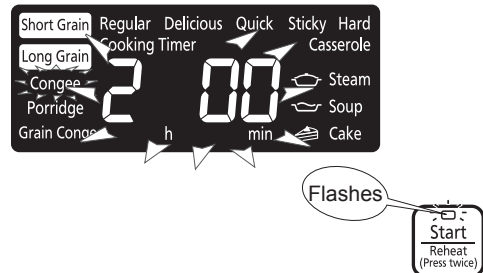 Short Grain Regular Delicious Quick Sticky Hard
Cooking Timer Casserole
Long Grain
2 00
Congee Steam
Porridge Soup
Grain Conge h min Cake
Flashes
Start
Reheat
(Press twice)